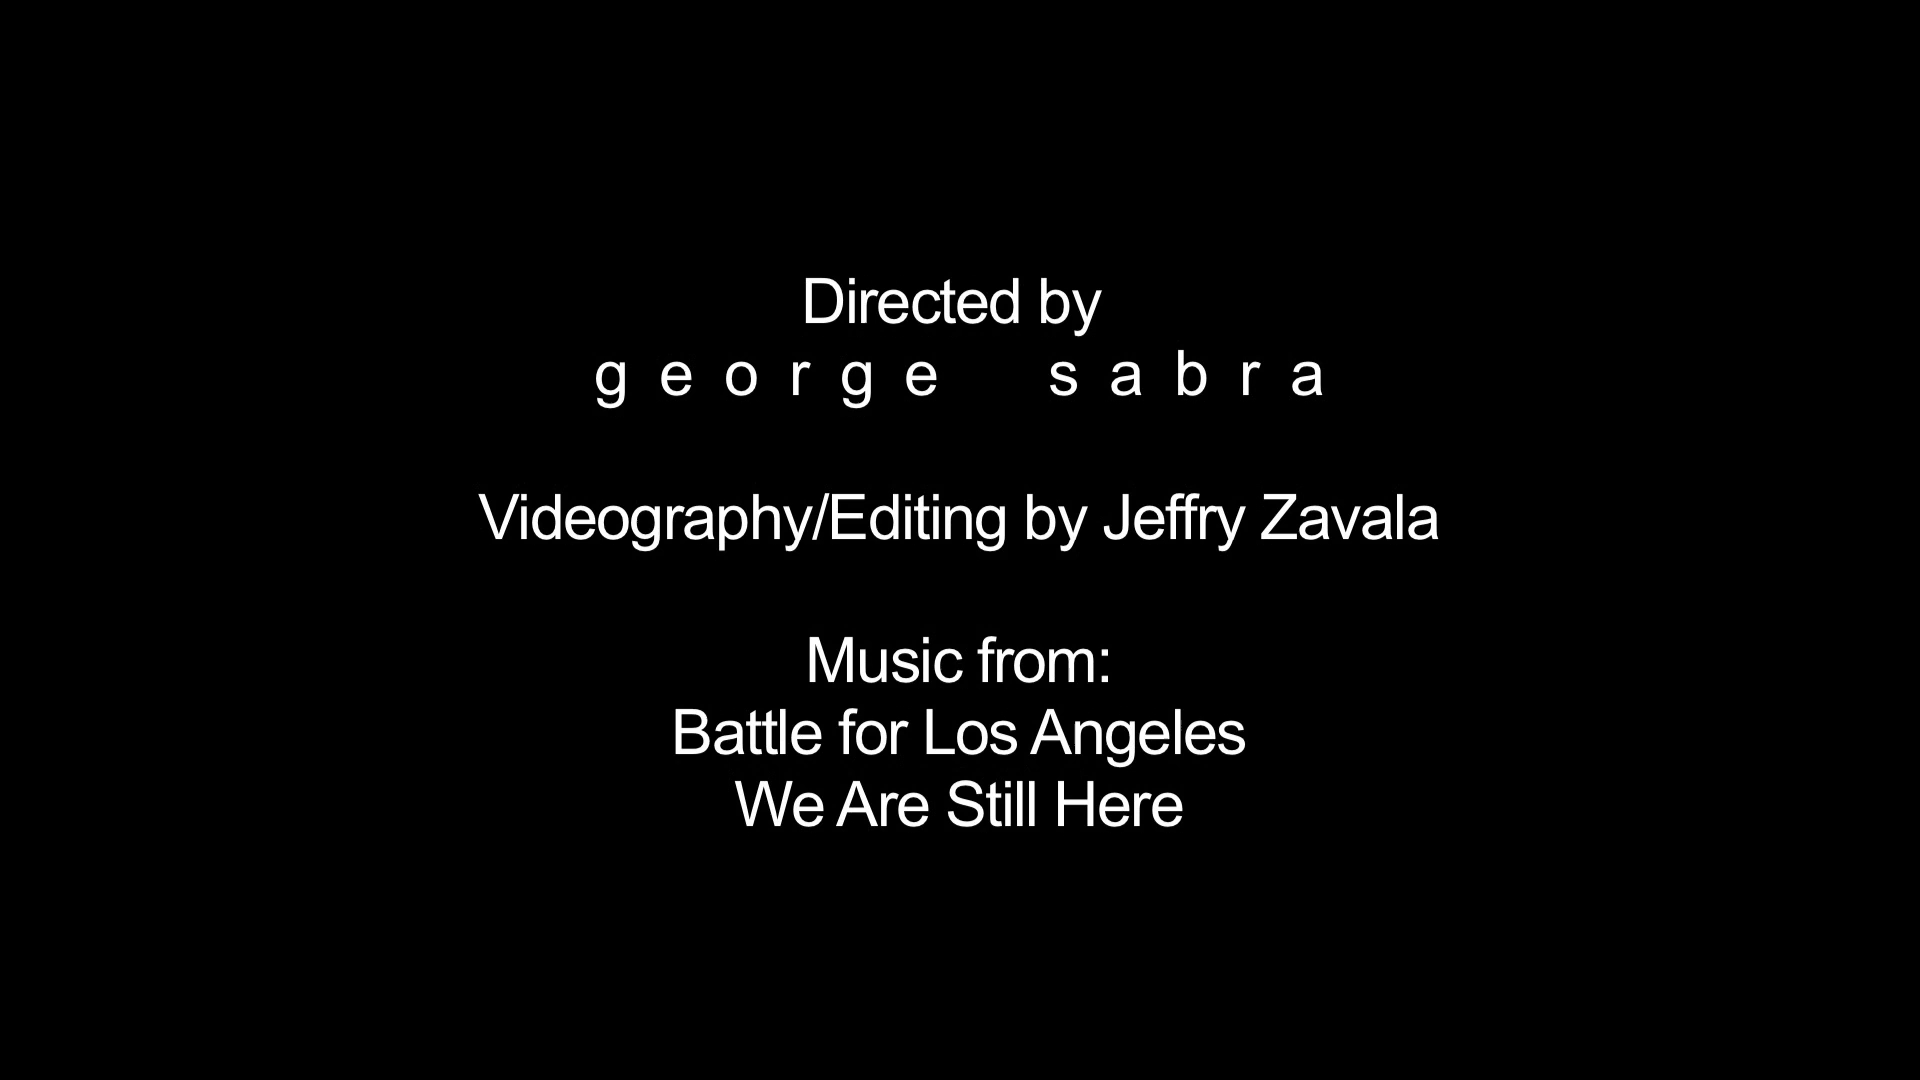 Directed by
g e o r g e  s a b r a
Videography/Editing by Jeffry Zavala
Music from:
Battle for Los Angeles
We Are Still Here